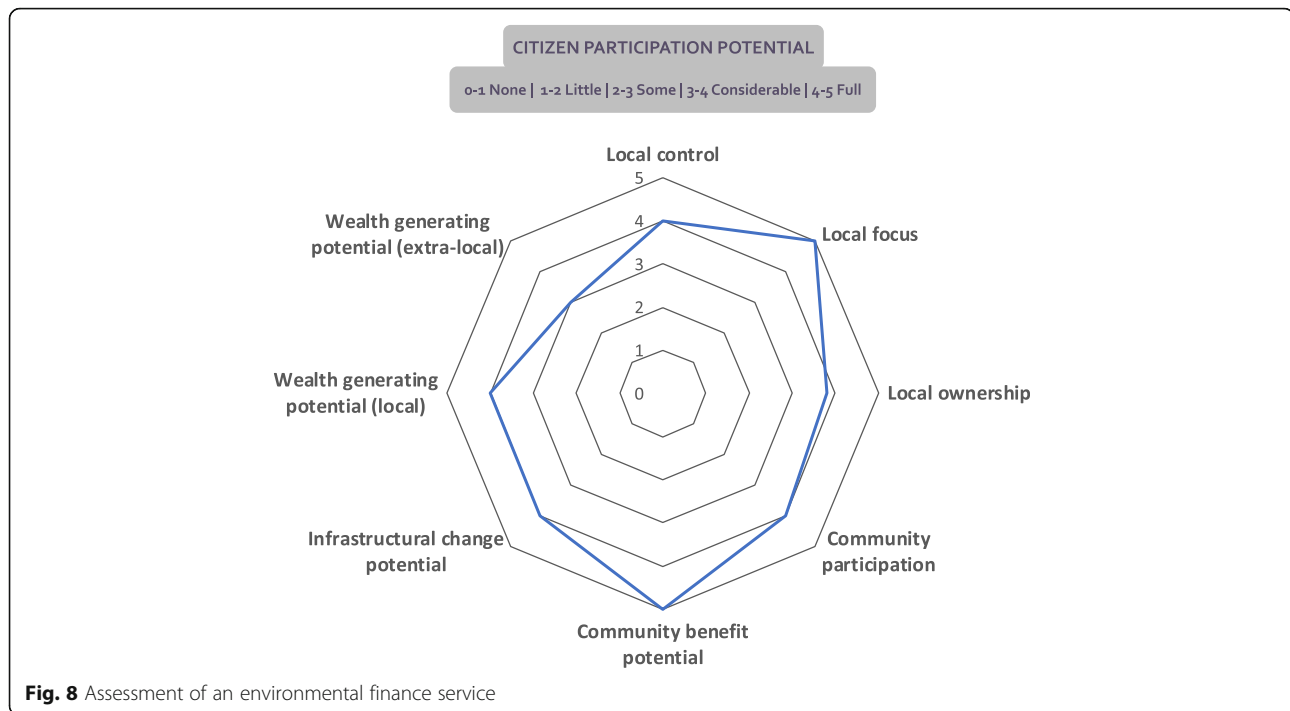 CITIZEN PARTICIPATION POTENTIAL
0-1 None | 1-2 Little | 2-3 Some | 3-4 Considerable | 4-5 Full
Local control
5
4
3
2
1
0
Local focus
Local ownership
Community
participation
Community benefit
potential
Infrastructural change
potential
Wealth generating
potential (local)
Wealth generating
potential (extra-local)
Fig. 8 Assessment of an environmental finance service